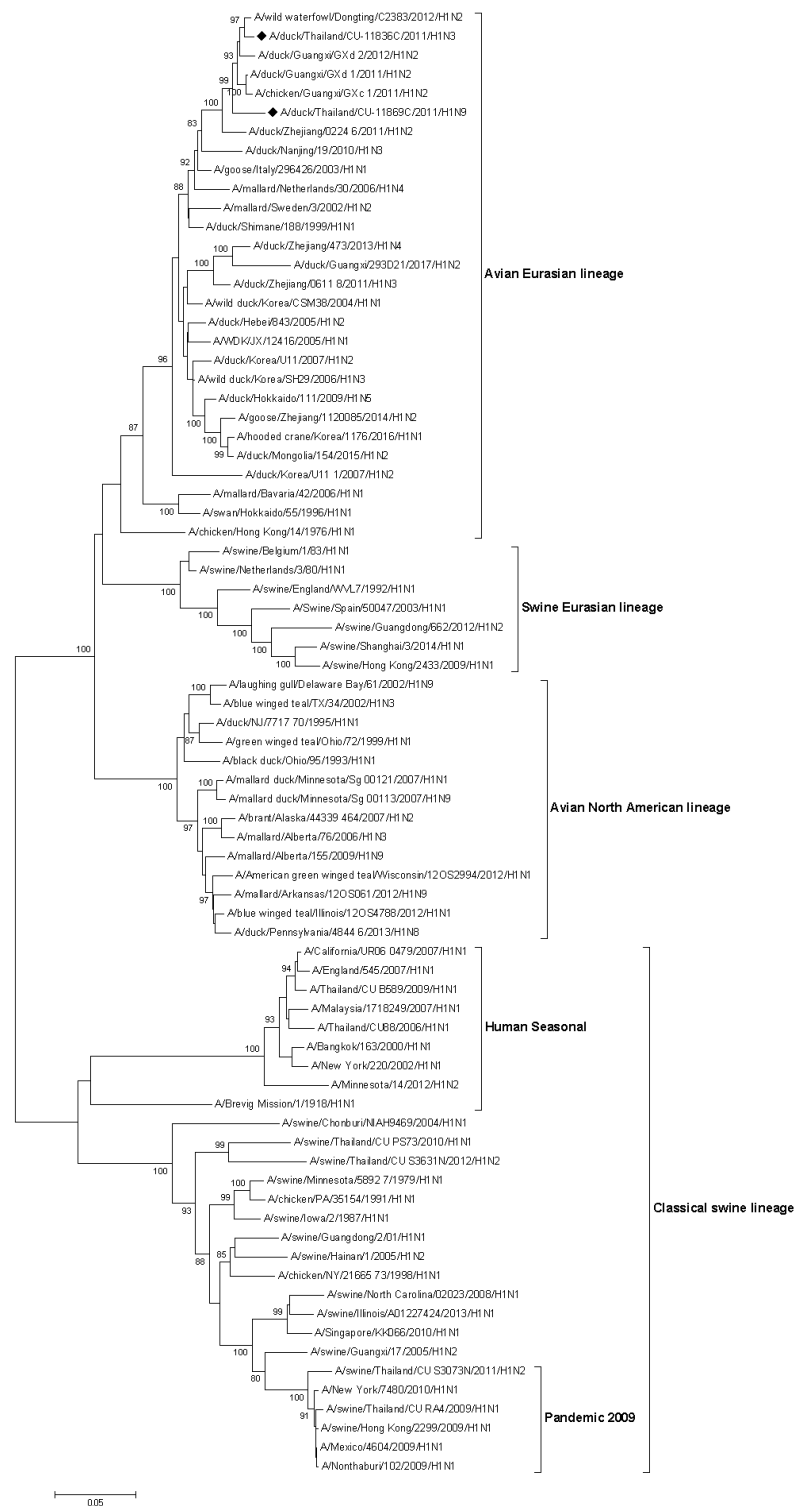 A/wild waterfowl/Dongting/C2383/2012/H1N2
97
A/duck/Thailand/CU-11836C/2011/H1N3
93
A/duck/Guangxi/GXd 2/2012/H1N2
A/duck/Guangxi/GXd 1/2011/H1N2
99
100
A/chicken/Guangxi/GXc 1/2011/H1N2
100
A/duck/Thailand/CU-11869C/2011/H1N9
83
A/duck/Zhejiang/0224 6/2011/H1N2
A/duck/Nanjing/19/2010/H1N3
92
A/goose/Italy/296426/2003/H1N1
88
A/mallard/Netherlands/30/2006/H1N4
A/mallard/Sweden/3/2002/H1N2
A/duck/Shimane/188/1999/H1N1
100
A/duck/Zhejiang/473/2013/H1N4
100
A/duck/Guangxi/293D21/2017/H1N2
Avian Eurasian lineage
A/duck/Zhejiang/0611 8/2011/H1N3
A/wild duck/Korea/CSM38/2004/H1N1
A/duck/Hebei/843/2005/H1N2
A/WDK/JX/12416/2005/H1N1
96
A/duck/Korea/U11/2007/H1N2
A/wild duck/Korea/SH29/2006/H1N3
A/duck/Hokkaido/111/2009/H1N5
100
A/goose/Zhejiang/1120085/2014/H1N2
87
100
A/hooded crane/Korea/1176/2016/H1N1
99
A/duck/Mongolia/154/2015/H1N2
A/duck/Korea/U11 1/2007/H1N2
A/mallard/Bavaria/42/2006/H1N1
100
A/swan/Hokkaido/55/1996/H1N1
A/chicken/Hong Kong/14/1976/H1N1
A/swine/Belgium/1/83/H1N1
A/swine/Netherlands/3/80/H1N1
100
A/swine/England/WVL7/1992/H1N1
100
A/Swine/Spain/50047/2003/H1N1
Swine Eurasian lineage
100
A/swine/Guangdong/662/2012/H1N2
100
A/swine/Shanghai/3/2014/H1N1
100
100
A/swine/Hong Kong/2433/2009/H1N1
100
A/laughing gull/Delaware Bay/61/2002/H1N9
A/blue winged teal/TX/34/2002/H1N3
A/duck/NJ/7717 70/1995/H1N1
87
A/green winged teal/Ohio/72/1999/H1N1
A/black duck/Ohio/95/1993/H1N1
100
100
A/mallard duck/Minnesota/Sg 00121/2007/H1N1
A/mallard duck/Minnesota/Sg 00113/2007/H1N9
Avian North American lineage
97
100
A/brant/Alaska/44339 464/2007/H1N2
A/mallard/Alberta/76/2006/H1N3
A/mallard/Alberta/155/2009/H1N9
A/American green winged teal/Wisconsin/12OS2994/2012/H1N1
97
A/mallard/Arkansas/12OS061/2012/H1N9
A/blue winged teal/Illinois/12OS4788/2012/H1N1
A/duck/Pennsylvania/4844 6/2013/H1N8
A/California/UR06 0479/2007/H1N1
94
A/England/545/2007/H1N1
A/Thailand/CU B589/2009/H1N1
A/Malaysia/1718249/2007/H1N1
93
A/Thailand/CU88/2006/H1N1
Human Seasonal
100
A/Bangkok/163/2000/H1N1
A/New York/220/2002/H1N1
A/Minnesota/14/2012/H1N2
A/Brevig Mission/1/1918/H1N1
A/swine/Chonburi/NIAH9469/2004/H1N1
99
A/swine/Thailand/CU PS73/2010/H1N1
100
A/swine/Thailand/CU S3631N/2012/H1N2
100
A/swine/Minnesota/5892 7/1979/H1N1
99
A/chicken/PA/35154/1991/H1N1
Classical swine lineage
93
A/swine/Iowa/2/1987/H1N1
A/swine/Guangdong/2/01/H1N1
88
85
A/swine/Hainan/1/2005/H1N2
A/chicken/NY/21665 73/1998/H1N1
A/swine/North Carolina/02023/2008/H1N1
99
A/swine/Illinois/A01227424/2013/H1N1
A/Singapore/KK066/2010/H1N1
100
A/swine/Guangxi/17/2005/H1N2
80
A/swine/Thailand/CU S3073N/2011/H1N2
100
A/New York/7480/2010/H1N1
91
A/swine/Thailand/CU RA4/2009/H1N1
Pandemic 2009
A/swine/Hong Kong/2299/2009/H1N1
A/Mexico/4604/2009/H1N1
A/Nonthaburi/102/2009/H1N1
0.05